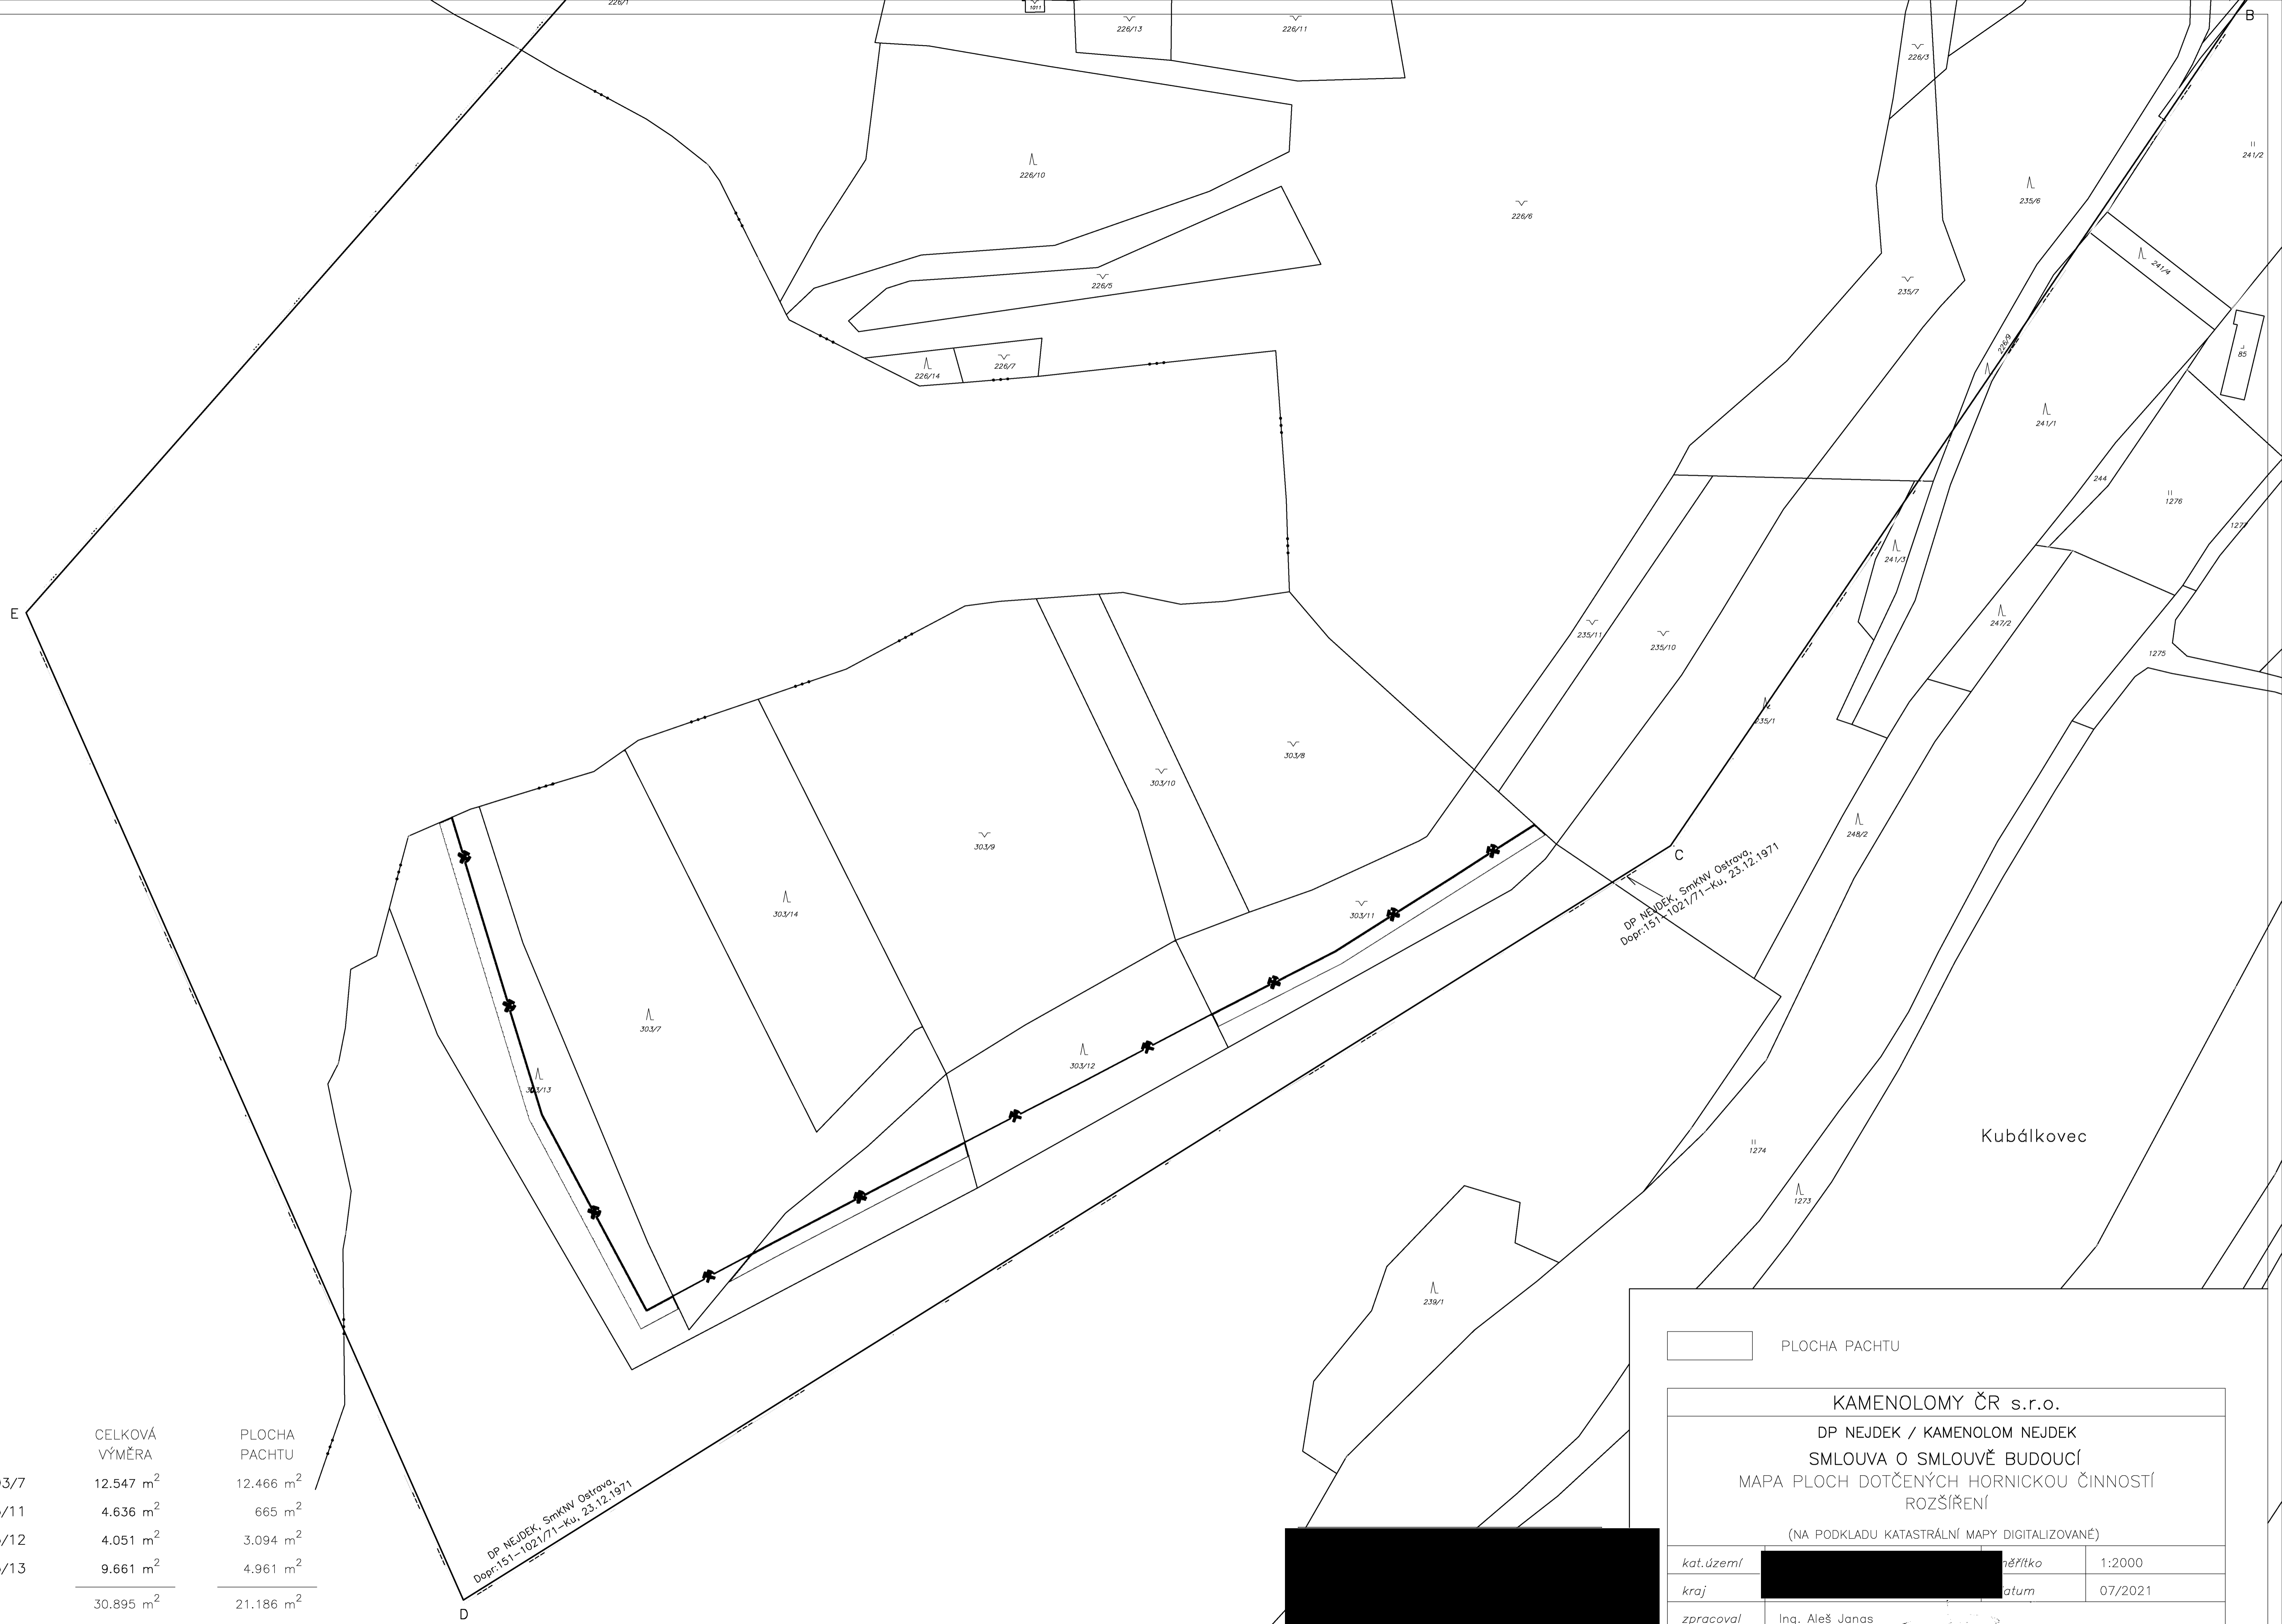 226/1
1011
226/13
226/11
226/3
B
241/2
226/10
235/6
226/6
241/4
226/5
235/7
226/9
85
226/14
226/7
241/1
244
1276
1277
241/3
E
247/2
235/11
235/10
1275
235/1
303/8
303/10
248/2
303/9
C
DP NEJDEK, SmKNV Ostrava,
Dopr:151-1021/71-Ku, 23.12.1971
303/14
303/11
303/7
303/12
303/13
Kubálkovec
1274
1273
239/1
PLOCHA PACHTU
KAMENOLOMY ČR s.r.o.
DP NEJDEK / KAMENOLOM NEJDEK
SMLOUVA O SMLOUVĚ BUDOUCÍ
MAPA PLOCH DOTČENÝCH HORNICKOU ČINNOSTÍ
ROZŠÍŘENÍ
(NA PODKLADU KATASTRÁLNÍ MAPY DIGITALIZOVANÉ)
kat.území měřítko 1:2000
kraj datum 07/2021
zpracoval Ing. Aleš Janas
CELKOVÁ PLOCHA
VÝMĚRA PACHTU
03/7 12.547 m² 12.466 m²
/11 4.636 m² 665 m²
/12 4.051 m² 3.094 m²
/13 9.661 m² 4.961 m²
30.895 m² 21.186 m²
DP NEJDEK, SmKNV Ostrava,
Dopr:151-1021/71-Ku, 23.12.1971
D